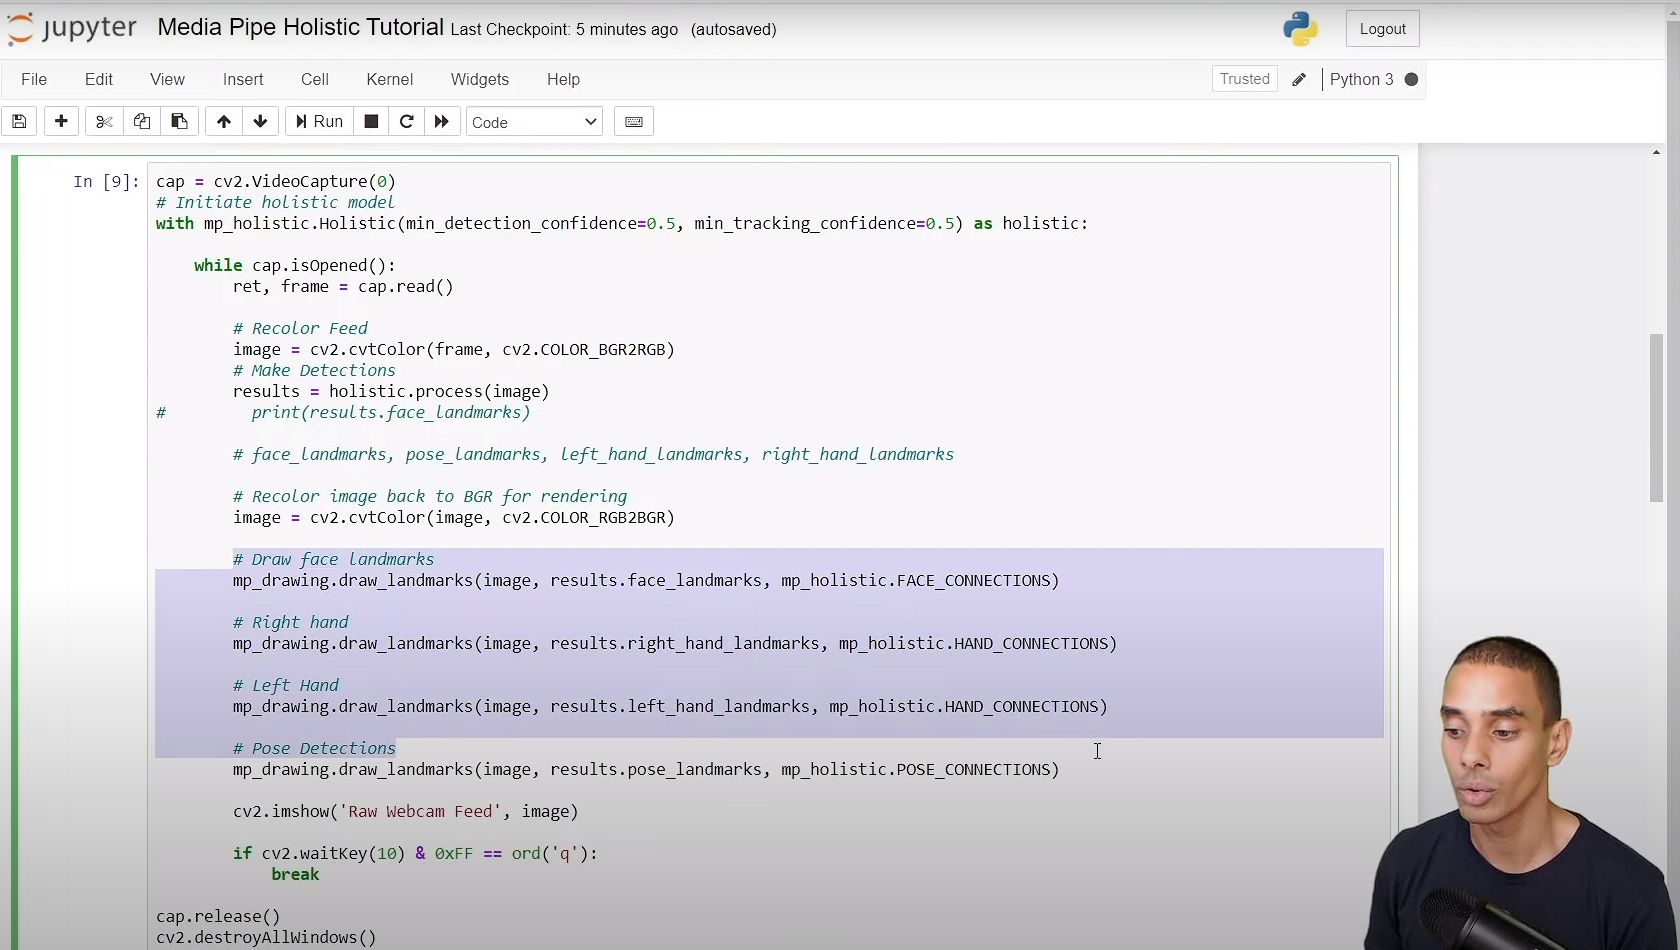 jupyter Media Pipe Holistic Tutorial Last Checkpoint: 5 minutes ago (autosaved) Logout
File Edit View Insert Cell Kernel Widgets Help Trusted Python 3
Run Code
In [9]: cap = cv2.VideoCapture(0)
# Initiate holistic model
with mp_holistic.Holistic(min_detection_confidence=0.5, min_tracking_confidence=0.5) as holistic:
while cap.isOpened():
ret, frame = cap.read()
# Recolor Feed
image = cv2.cvtColor(frame, cv2.COLOR_BGR2RGB)
# Make Detections
results = holistic.process(image)
# print(results.face_landmarks)
# face_landmarks, pose_landmarks, left_hand_landmarks, right_hand_landmarks
# Recolor image back to BGR for rendering
image = cv2.cvtColor(image, cv2.COLOR_RGB2BGR)
# Draw face landmarks
mp_drawing.draw_landmarks(image, results.face_landmarks, mp_holistic.FACE_CONNECTIONS)
# Right hand
mp_drawing.draw_landmarks(image, results.right_hand_landmarks, mp_holistic.HAND_CONNECTIONS)
# Left Hand
mp_drawing.draw_landmarks(image, results.left_hand_landmarks, mp_holistic.HAND_CONNECTIONS)
# Pose Detections
mp_drawing.draw_landmarks(image, results.pose_landmarks, mp_holistic.POSE_CONNECTIONS)
cv2.imshow('Raw Webcam Feed', image)
if cv2.waitKey(10) & 0xFF == ord('q'):
break
cap.release()
cv2.destroyAllWindows()